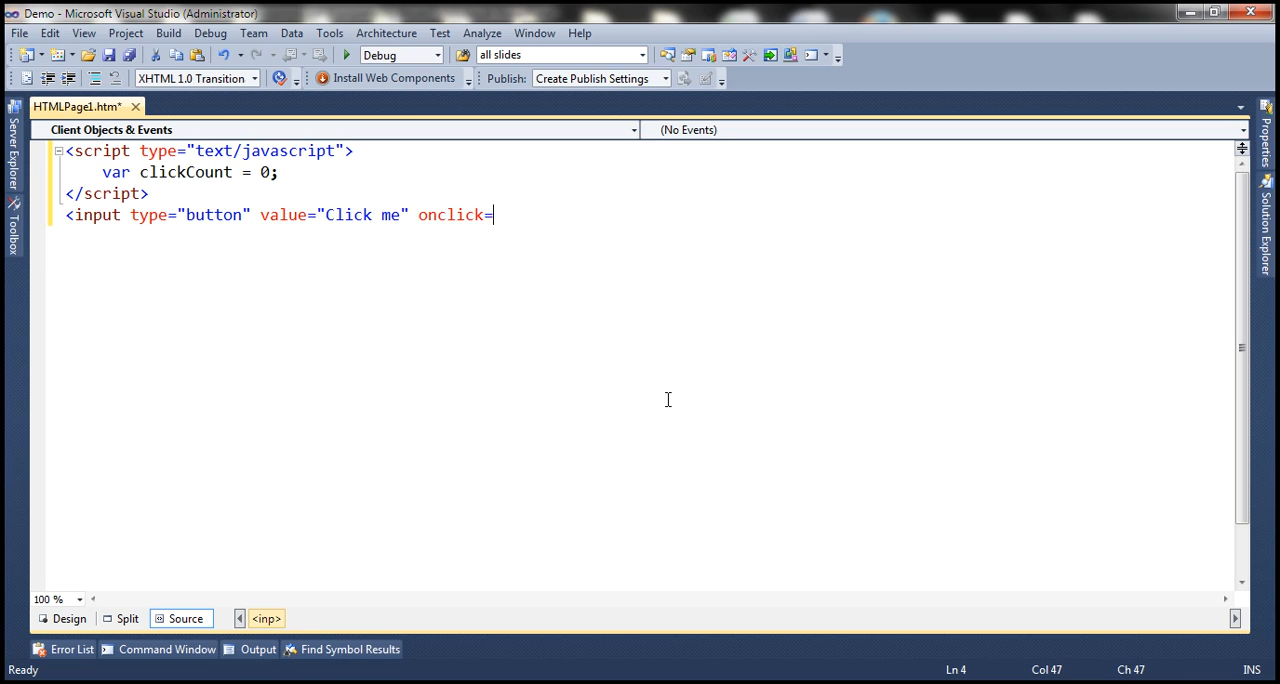 Demo - Microsoft Visual Studio (Administrator)
File Edit View Project Build Debug Team Data Tools Architecture Test Analyze Window Help
Debug all slides
XHTML 1.0 Transition Install Web Components Publish: Create Publish Settings
HTMLPage1.htm*
Client Objects & Events (No Events)
<script type="text/javascript">
var clickCount = 0;
</script>
<input type="button" value="Click me" onclick=
Server Explorer
Toolbox
Properties
Solution Explorer
100 %
Design Split Source <inp>
Error List Command Window Output Find Symbol Results
Ready Ln 4 Col 47 Ch 47 INS